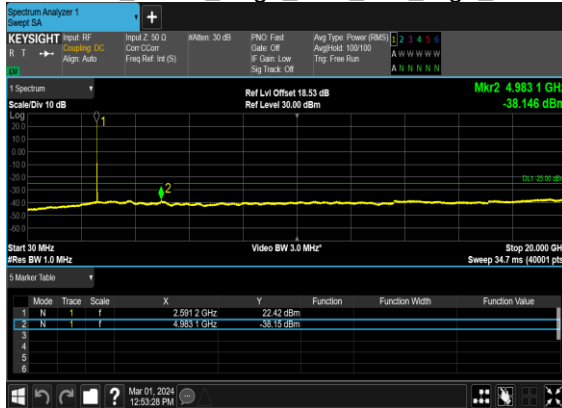 Spectrum Analyzer 1
Swept SA
+
KEYSIGHT Input: RF Input Z: 50 Ω #Atten: 30 dB PNO: Fast Avg Type: Power (RMS) 1 2 3 4 5 6
R T Coupling: DC Corr CCorr Gate: Off Avg|Hold: 100/100 A W W W W W
Align: Auto Freq Ref: Int (S) IF Gain: Low Trig: Free Run
LU Sig Track: Off A N N N N N
1 Spectrum Ref Lvl Offset 18.53 dB Mkr2 4.983 1 GHz
Scale/Div 10 dB Ref Level 30.00 dBm -38.146 dBm
Log
20.0
10.0
0.00
-10.0
-20.0
-30.0
-40.0
-50.0
-60.0
1
2
DL1 -25.00 dBm
Start 30 MHz Video BW 3.0 MHz* Stop 20.000 GHz
#Res BW 1.0 MHz Sweep 34.7 ms (40001 pts)
5 Marker Table
Mode Trace Scale X Y Function Function Width Function Value
1 N 1 f 2.591 2 GHz 22.42 dBm
2 N 1 f 4.983 1 GHz -38.15 dBm
3
4
5
6
? Mar 01, 2024
12:53:28 PM